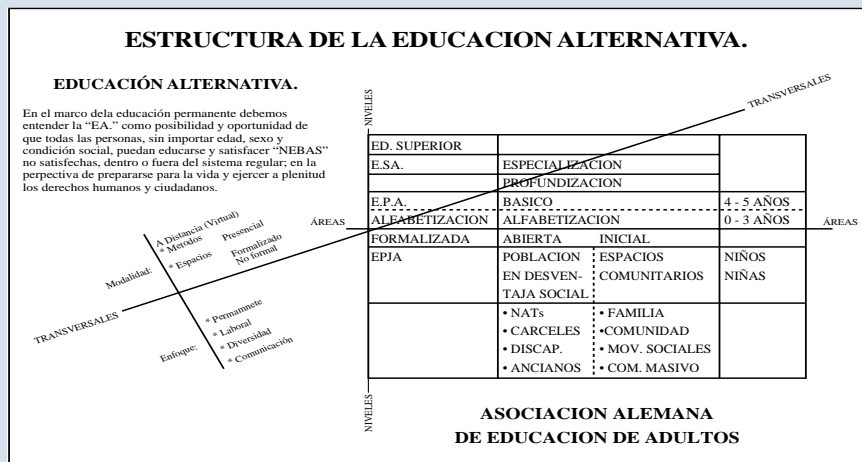 ESTRUCTURA DE LA EDUCACION ALTERNATIVA.
EDUCACIÓN ALTERNATIVA.
En el marco dela educación permanente debemos
entender la “EA.” como posibilidad y oportunidad de
que todas las personas, sin importar edad, sexo y
condición social, puedan educarse y satisfacer “NEBAS”
no satisfechas, dentro o fuera del sistema regular; en la
perpectiva de prepararse para la vida y ejercer a plenitud
los derechos humanos y ciudadanos.
A Distancia (Virtual)
* Metodos Presencial
Modalidad: * Espacios Formalizado
No formal
TRANSVERSALES
Enfoque: * Permamnete
* Laboral
* Diversidad
* Comunicación
NIVELES
TRANSVERSALES
ED. SUPERIOR
E.SA. ESPECIALIZACION
PROFUNDIZACION
E.P.A. BASICO 4 - 5 AÑOS
ÁREAS ALFABETIZACION ALFABETIZACION 0 - 3 AÑOS ÁREAS
FORMALIZADA ABIERTA INICIAL
EPJA POBLACION ESPACIOS NIÑOS
EN DESVEN- COMUNITARIOS NIÑAS
TAJA SOCIAL
• NATs • FAMILIA
• CARCELES •COMUNIDAD
• DISCAP. • MOV. SOCIALES
• ANCIANOS • COM. MASIVO
NIVELES
ASOCIACION ALEMANA
DE EDUCACION DE ADULTOS